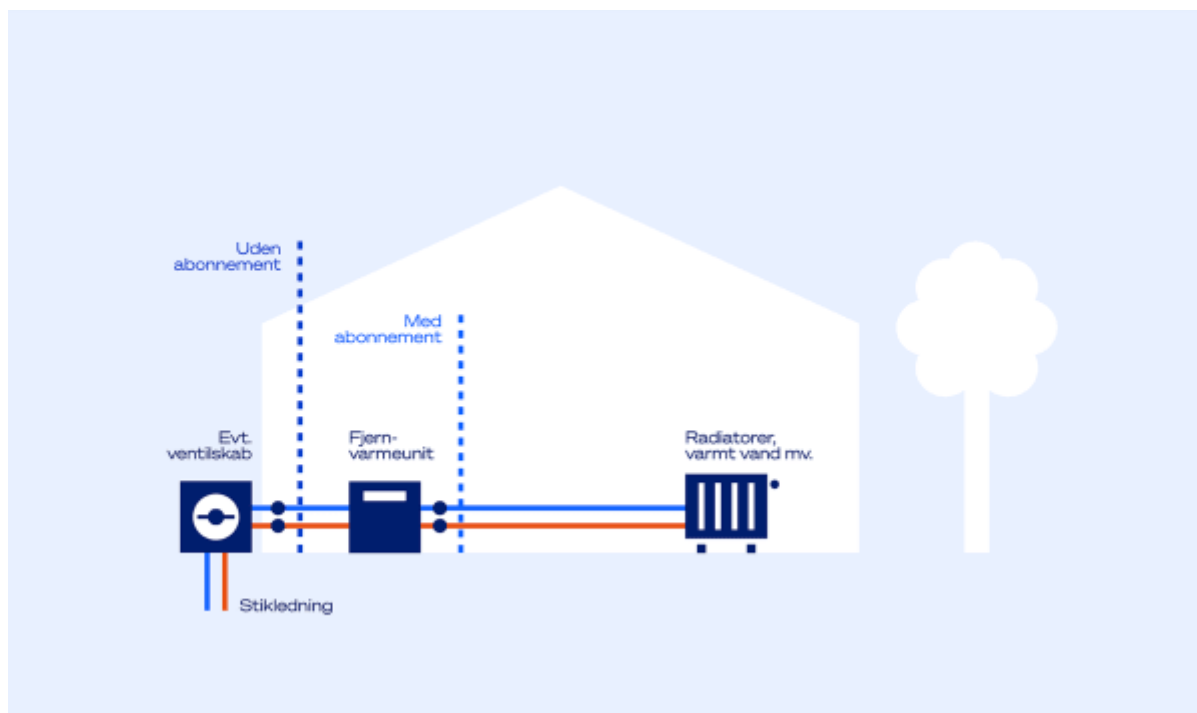 Uden
abonnement
Med
abonnement
Evt.
ventilskab
Fjern-
varmeunit
Radiatorer,
varmt vand mv.
Stikledning